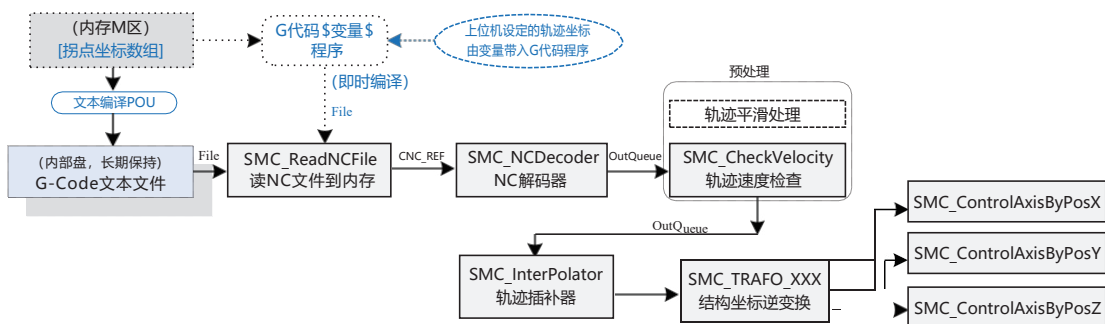 (内存M区)
[拐点坐标数组]
G代码$变量$
程序
上位机设定的轨迹坐标
由变量带入G代码程序
(即时编译)
预处理
文本编译POU
File
轨迹平滑处理
(内部盘，长期保持)
G-Code文本文件
File
SMC_ReadNCFile
读NC文件到内存
CNC_REF
SMC_NCDecoder
NC解码器
OutQueue
SMC_CheckVelocity
轨迹速度检查
OutQueue
SMC_InterPolator
轨迹插补器
SMC_TRAFO_XXX
结构坐标逆变换
SMC_ControlAxisByPosX
SMC_ControlAxisByPosY
SMC_ControlAxisByPosZ